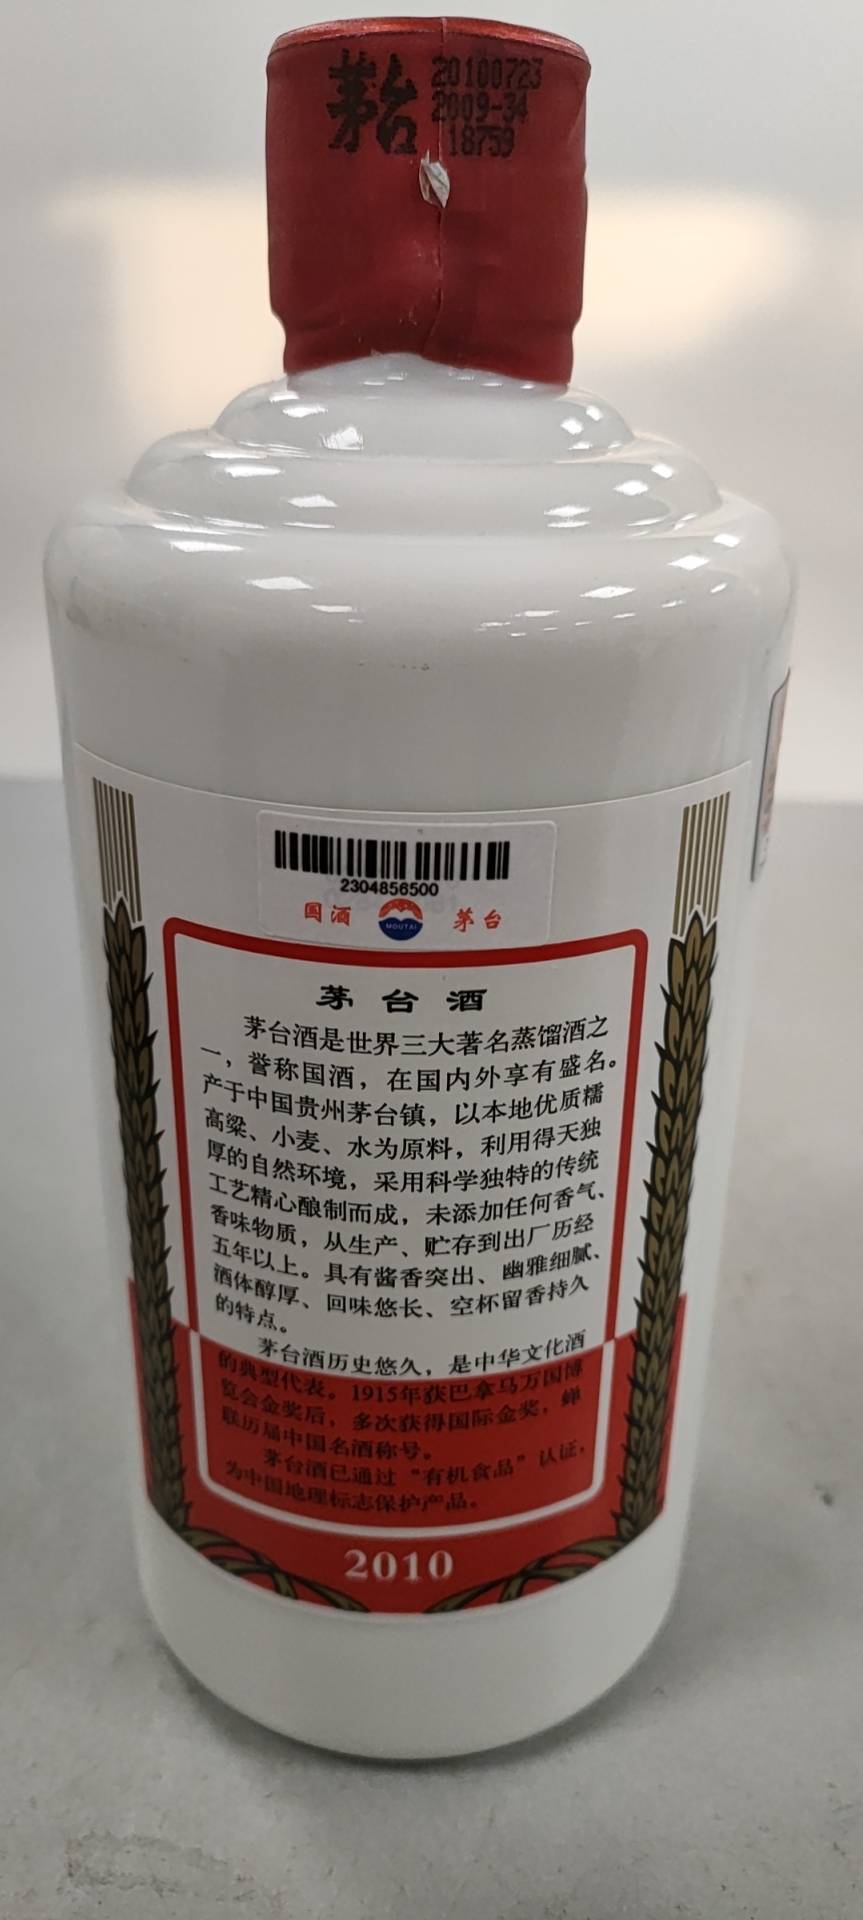 茅台
20100723
2009-34
18759
2304856500
国酒
MOUTAI
茅台
茅台酒
茅台酒是世界三大著名蒸馏酒之
一，誉称国酒，在国内外享有盛名。
产于中国贵州茅台镇，以本地优质糯
高粱、小麦、水为原料，利用得天独
厚的自然环境，采用科学独特的传统
工艺精心酿制而成，未添加任何香气、
香味物质，从生产、贮存到出厂历经
五年以上。具有酱香突出、幽雅细腻、
酒体醇厚、回味悠长、空杯留香持久
的特点。
茅台酒历史悠久，是中华文化酒
的典型代表。1915年获巴拿马万国博
览会金奖后，多次获得国际金奖，蝉
联历届中国名酒称号。
茅台酒已通过“有机食品”认证，
为中国地理标志保护产品。
2010